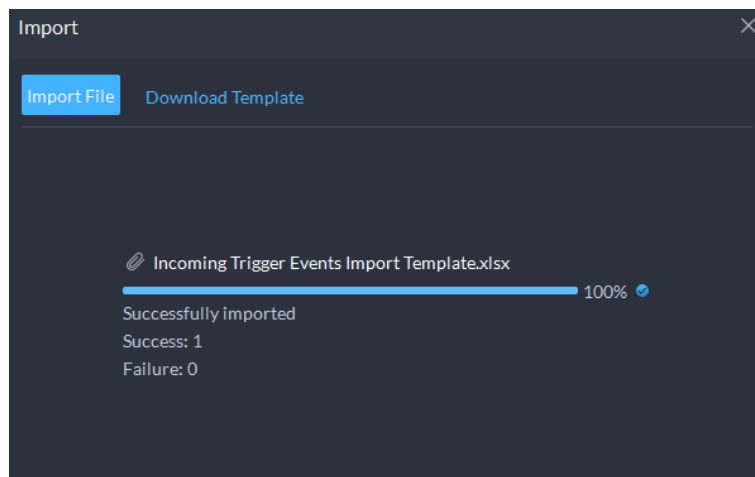 Import
Import File
Download Template
Incoming Trigger Events Import Template.xlsx
100%
Successfully imported
Success: 1
Failure: 0